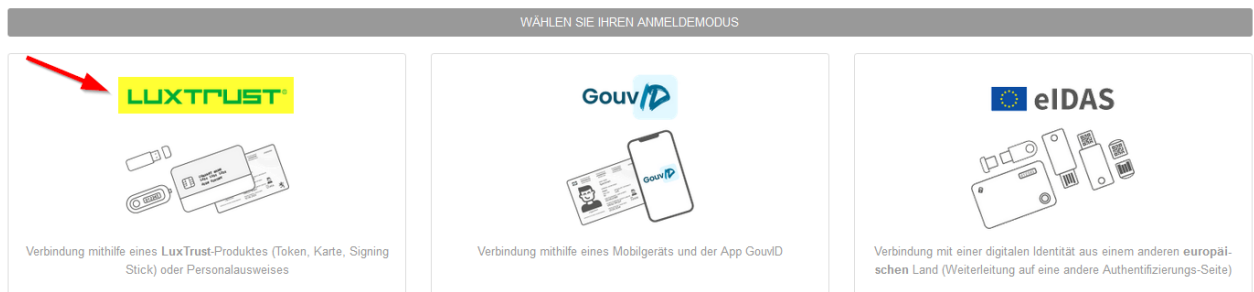 WÄHLEN SIE IHREN ANMELDEMODUS
LUXTRUST®
GouvID
eIDAS
GouvID
Verbindung mithilfe eines LuxTrust-Produktes (Token, Karte, Signing
Stick) oder Personalausweises
Verbindung mithilfe eines Mobilgeräts und der App GouvID
Verbindung mit einer digitalen Identität aus einem anderen europäi-
schen Land (Weiterleitung auf eine andere Authentifizierungs-Seite)